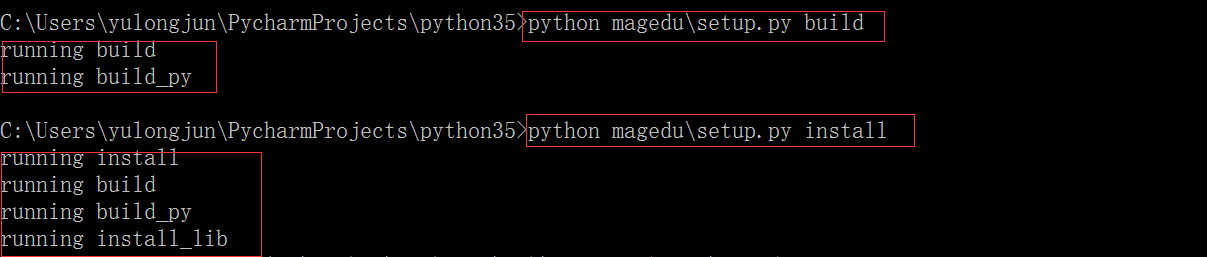 C:\Users\yulongjun\PycharmProjects\python35>python magedu\setup.py build
running build
running build_py
C:\Users\yulongjun\PycharmProjects\python35>python magedu\setup.py install
running install
running build
running build_py
running install_lib